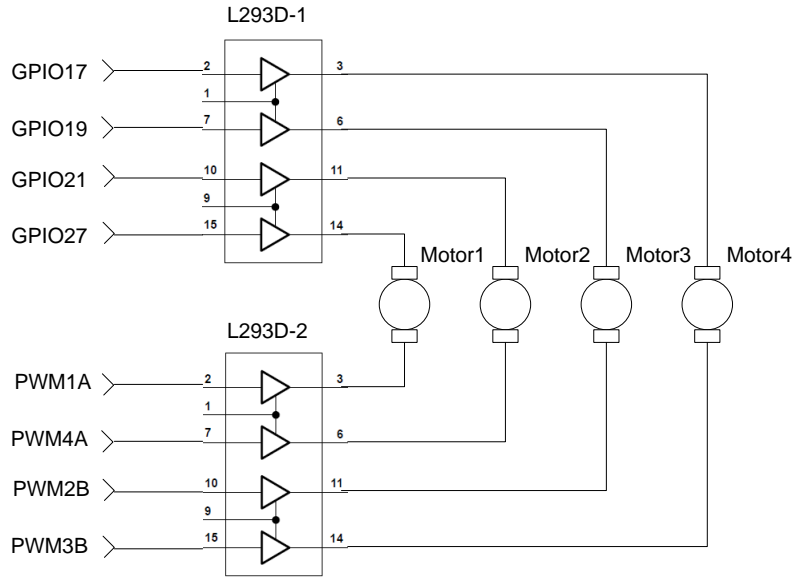 L293D-1
GPIO17
2
3
1
GPIO19
7
6
GPIO21
10
11
9
GPIO27
15
14
Motor1 Motor2 Motor3 Motor4
L293D-2
PWM1A
2
3
1
PWM4A
7
6
PWM2B
10
11
9
PWM3B
15
14